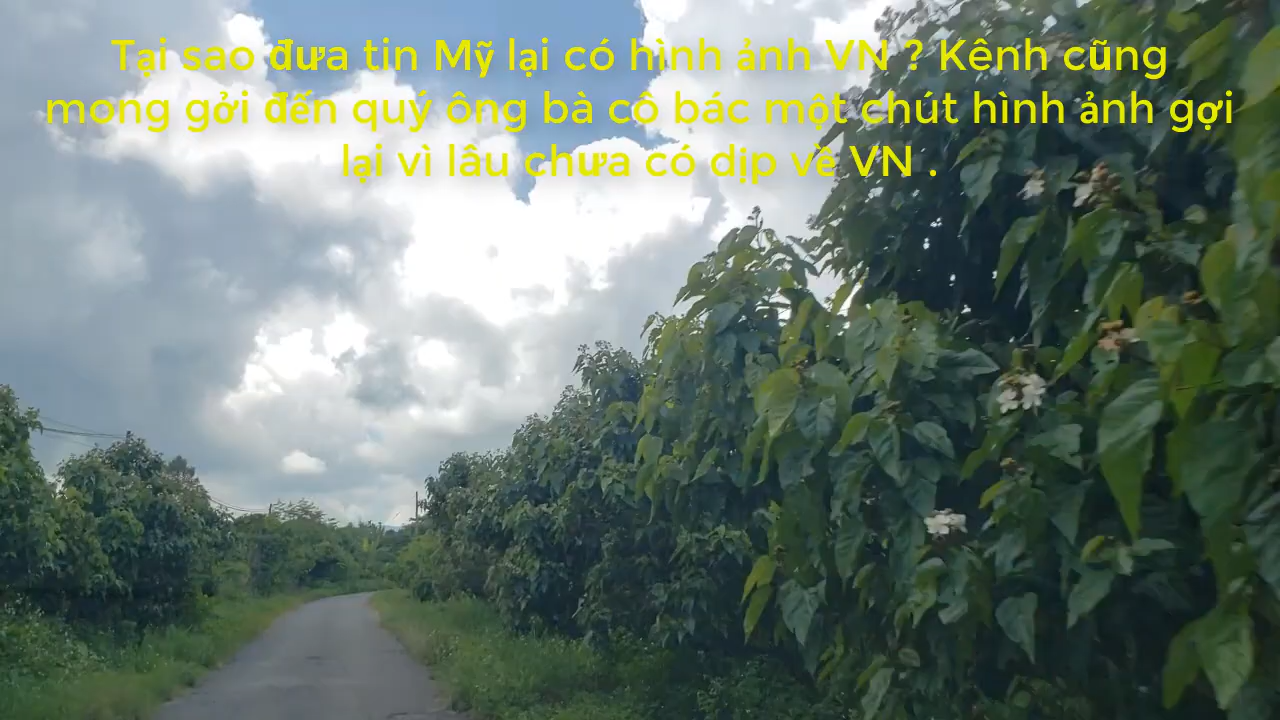 Tại sao đưa tin Mỹ lại có hình ảnh VN ? Kênh cũng
mong gởi đến quý ông bà cô bác một chút hình ảnh gợi
lại vì lâu chưa có dịp về VN .